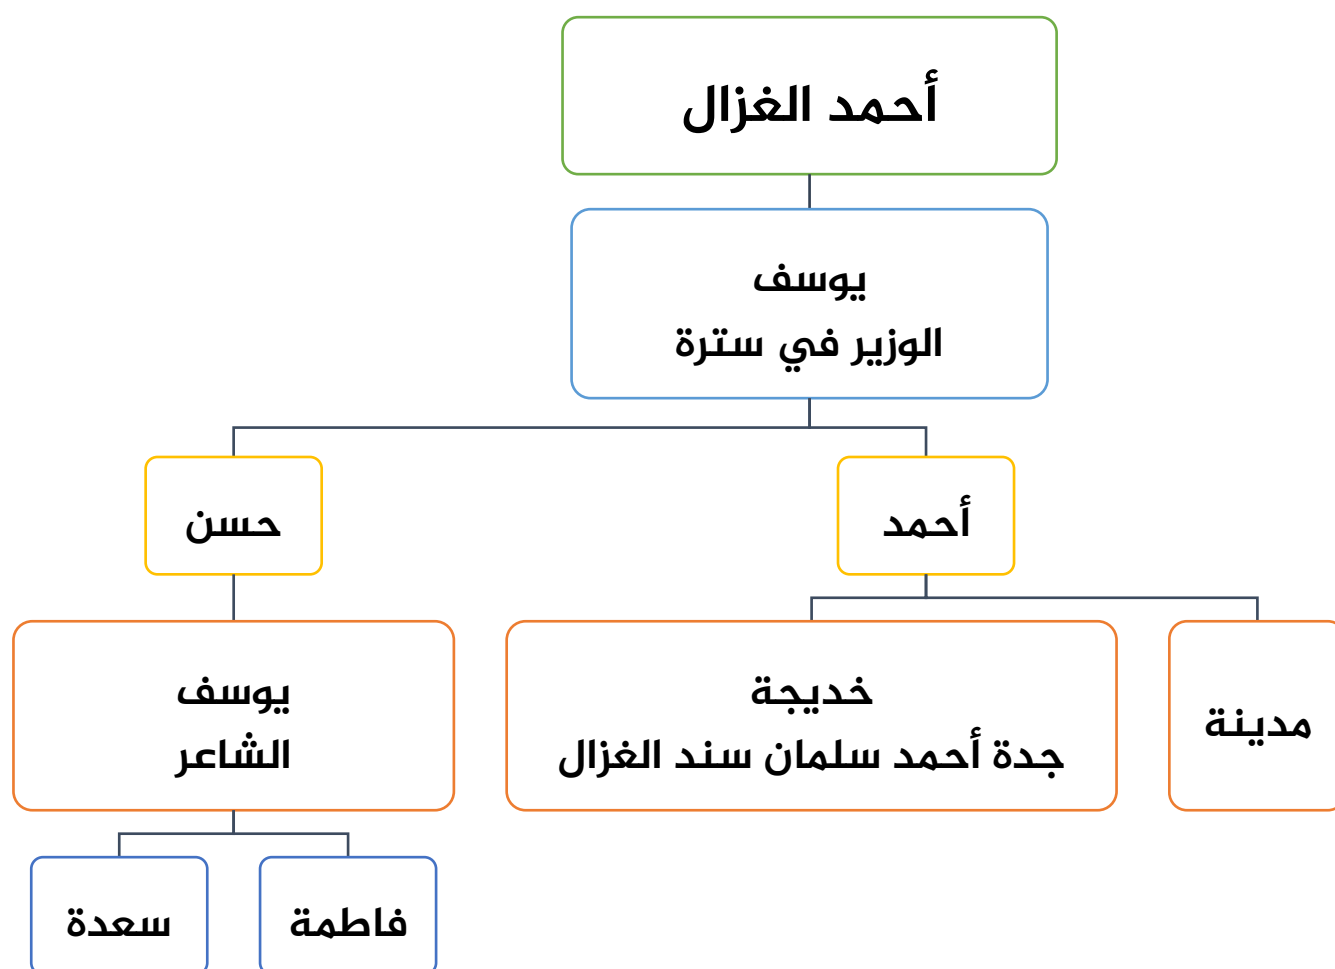 أحمد الغزال
يوسف
الوزير في سترة
أحمد
حسن
مدينة
خديجة
جدة أحمد سلمان سند الغزال
يوسف
الشاعر
فاطمة
سعدة